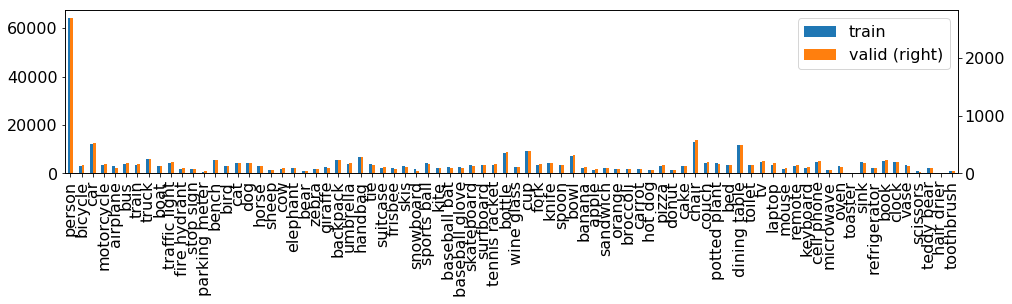 60000
40000
20000
0
train
valid (right)
2000
1000
0
person
bicycle
car
motorcycle
airplane
bus
train
truck
boat
traffic light
fire hydrant
stop sign
parking meter
bench
bird
cat
dog
horse
sheep
cow
elephant
bear
zebra
giraffe
backpack
umbrella
handbag
tie
suitcase
frisbee
skis
snowboard
sports ball
kite
baseball bat
baseball glove
skateboard
surfboard
tennis racket
bottle
wine glass
cup
fork
knife
spoon
bowl
banana
apple
sandwich
orange
broccoli
carrot
hot dog
pizza
donut
cake
chair
couch
potted plant
bed
dining table
toilet
tv
laptop
mouse
remote
keyboard
cell phone
microwave
oven
toaster
sink
refrigerator
book
clock
vase
scissors
teddy bear
hair drier
toothbrush